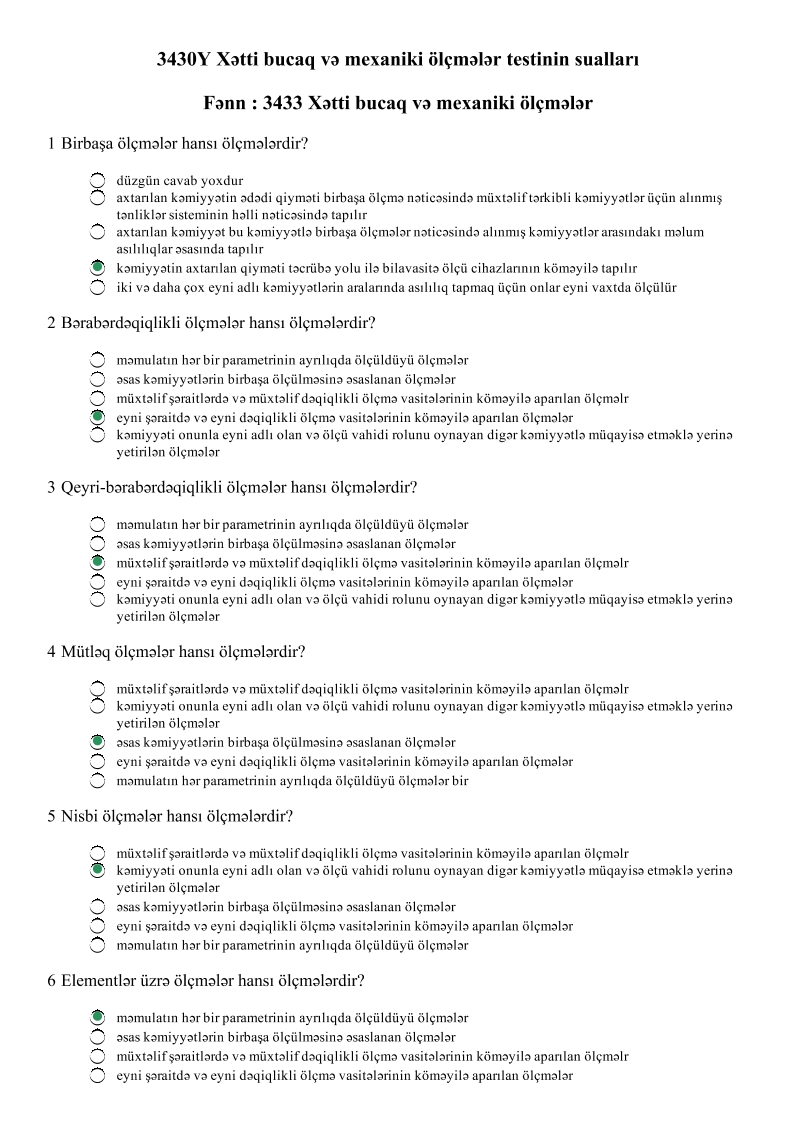 3430Y Xətti bucaq və mexaniki ölçmələr testinin sualları
Fənn : 3433 Xətti bucaq və mexaniki ölçmələr
1 Birbaşa ölçmələr hansı ölçmələrdir?
düzgün cavab yoxdur
axtarılan kəmiyyətin ədədi qiyməti birbaşa ölçmə nəticəsində müxtəlif tərkibli kəmiyyətlər üçün alınmış
tənliklər sisteminin həlli nəticəsində tapılır
axtarılan kəmiyyət bu kəmiyyətlə birbaşa ölçmələr nəticəsində alınmış kəmiyyətlər arasındakı məlum
asılılıqlar əsasında tapılır
kəmiyyətin axtarılan qiyməti təcrübə yolu ilə bilavasitə ölçü cihazlarının köməyilə tapılır
iki və daha çox eyni adlı kəmiyyətlərin aralarında asılılıq tapmaq üçün onlar eyni vaxtda ölçülür
2 Bərabərdəqiqlikli ölçmələr hansı ölçmələrdir?
məmulatın hər bir parametrinin ayrılıqda ölçüldüyü ölçmələr
əsas kəmiyyətlərin birbaşa ölçülməsinə əsaslanan ölçmələr
müxtəlif şəraitlərdə və müxtəlif dəqiqlikli ölçmə vasitələrinin köməyilə aparılan ölçməlr
eyni şəraitdə və eyni dəqiqlikli ölçmə vasitələrinin köməyilə aparılan ölçmələr
kəmiyyəti onunla eyni adlı olan və ölçü vahidi rolunu oynayan digər kəmiyyətlə müqayisə etməklə yerinə
yetirilən ölçmələr
3 Qeyri-bərabərdəqiqlikli ölçmələr hansı ölçmələrdir?
məmulatın hər bir parametrinin ayrılıqda ölçüldüyü ölçmələr
əsas kəmiyyətlərin birbaşa ölçülməsinə əsaslanan ölçmələr
müxtəlif şəraitlərdə və müxtəlif dəqiqlikli ölçmə vasitələrinin köməyilə aparılan ölçməlr
eyni şəraitdə və eyni dəqiqlikli ölçmə vasitələrinin köməyilə aparılan ölçmələr
kəmiyyəti onunla eyni adlı olan və ölçü vahidi rolunu oynayan digər kəmiyyətlə müqayisə etməklə yerinə
yetirilən ölçmələr
4 Mütləq ölçmələr hansı ölçmələrdir?
müxtəlif şəraitlərdə və müxtəlif dəqiqlikli ölçmə vasitələrinin köməyilə aparılan ölçməlr
kəmiyyəti onunla eyni adlı olan və ölçü vahidi rolunu oynayan digər kəmiyyətlə müqayisə etməklə yerinə
yetirilən ölçmələr
əsas kəmiyyətlərin birbaşa ölçülməsinə əsaslanan ölçmələr
eyni şəraitdə və eyni dəqiqlikli ölçmə vasitələrinin köməyilə aparılan ölçmələr
məmulatın hər parametrinin ayrılıqda ölçüldüyü ölçmələr bir
5 Nisbi ölçmələr hansı ölçmələrdir?
müxtəlif şəraitlərdə və müxtəlif dəqiqlikli ölçmə vasitələrinin köməyilə aparılan ölçməlr
kəmiyyəti onunla eyni adlı olan və ölçü vahidi rolunu oynayan digər kəmiyyətlə müqayisə etməklə yerinə
yetirilən ölçmələr
əsas kəmiyyətlərin birbaşa ölçülməsinə əsaslanan ölçmələr
eyni şəraitdə və eyni dəqiqlikli ölçmə vasitələrinin köməyilə aparılan ölçmələr
məmulatın hər bir parametrinin ayrılıqda ölçüldüyü ölçmələr
6 Elementlər üzrə ölçmələr hansı ölçmələrdir?
məmulatın hər bir parametrinin ayrılıqda ölçüldüyü ölçmələr
əsas kəmiyyətlərin birbaşa ölçülməsinə əsaslanan ölçmələr
müxtəlif şəraitlərdə və müxtəlif dəqiqlikli ölçmə vasitələrinin köməyilə aparılan ölçməlr
eyni şəraitdə və eyni dəqiqlikli ölçmə vasitələrinin köməyilə aparılan ölçmələr